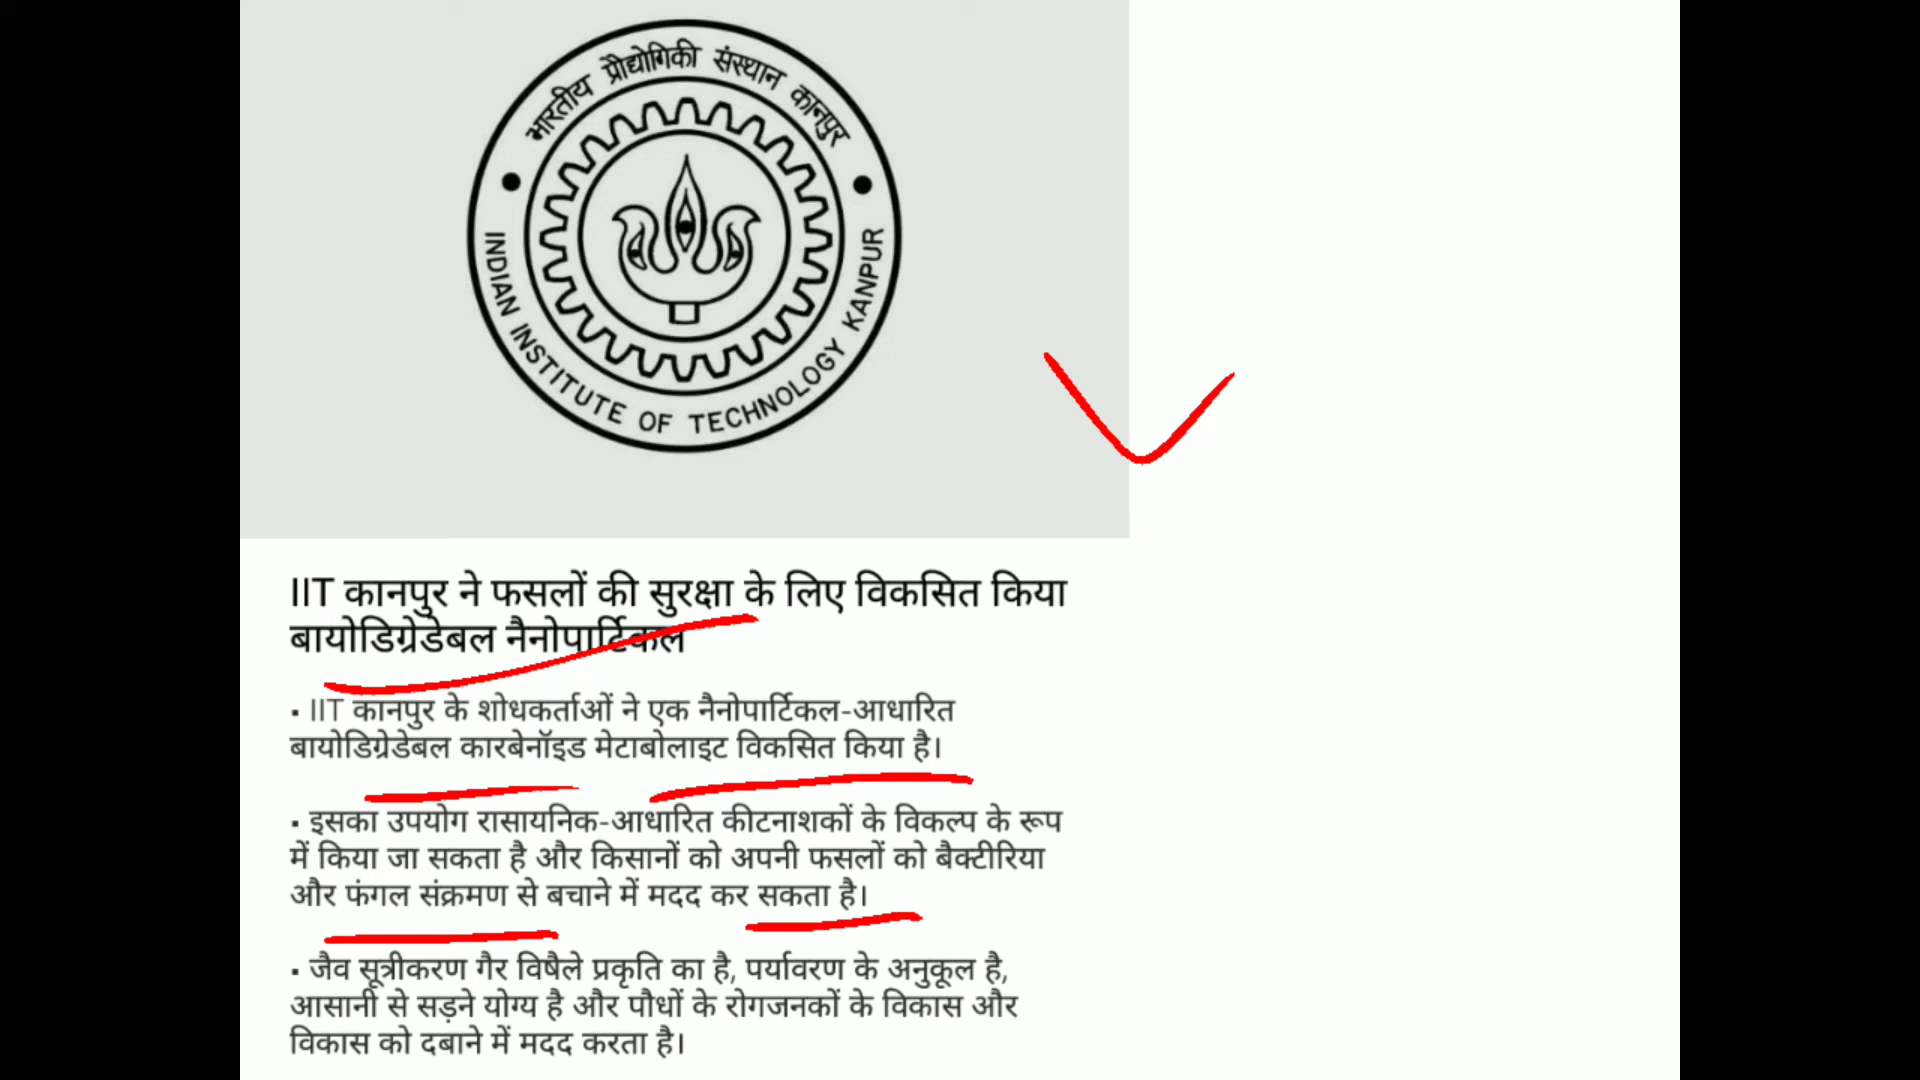 भारतीय प्रौद्योगिकी संस्थान कानपुर
INDIAN INSTITUTE OF TECHNOLOGY KANPUR
IIT कानपुर ने फसलों की सुरक्षा के लिए विकसित किया
बायोडिग्रेडेबल नैनोपार्टिकल
▪ IIT कानपुर के शोधकर्ताओं ने एक नैनोपार्टिकल-आधारित
बायोडिग्रेडेबल कारबेनॉइड मेटाबोलाइट विकसित किया है।
▪ इसका उपयोग रासायनिक-आधारित कीटनाशकों के विकल्प के रूप
में किया जा सकता है और किसानों को अपनी फसलों को बैक्टीरिया
और फंगल संक्रमण से बचाने में मदद कर सकता है।
▪ जैव सूत्रीकरण गैर विषैले प्रकृति का है, पर्यावरण के अनुकूल है,
आसानी से सड़ने योग्य है और पौधों के रोगजनकों के विकास और
विकास को दबाने में मदद करता है।